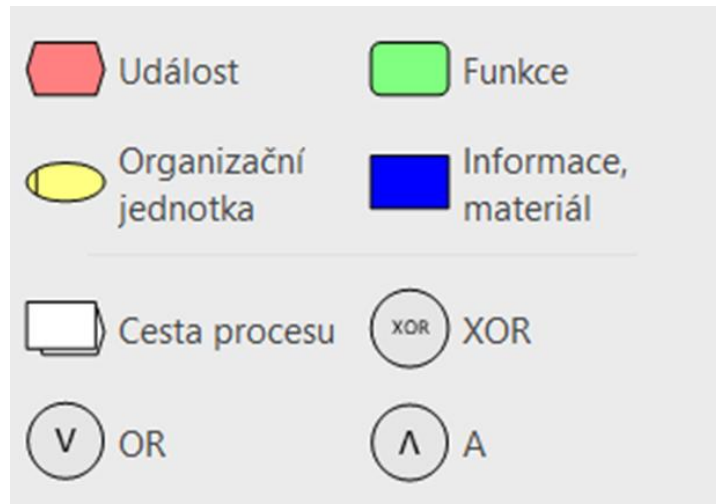 Událost
Funkce
Organizační
jednotka
Informace,
materiál
Cesta procesu
XOR
XOR
V
OR
Λ
A